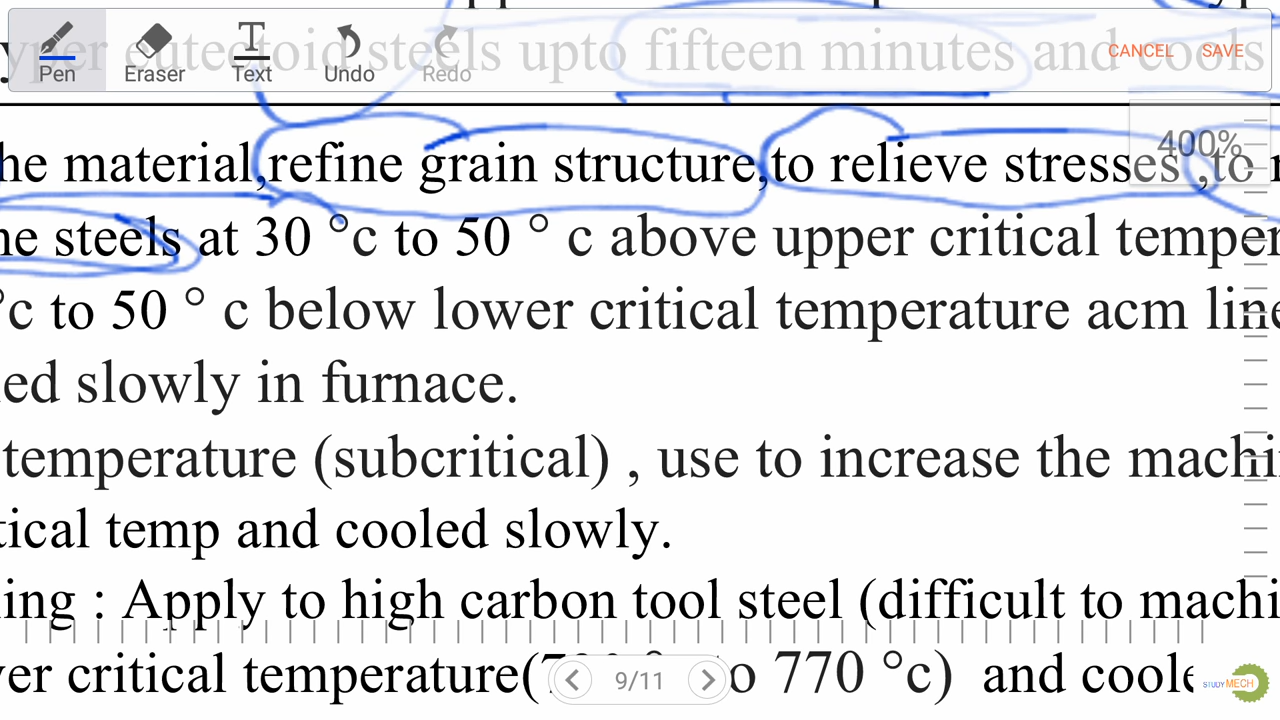 Pen Eraser Text Undo Redo CANCEL SAVE
eutectoid steels upto fifteen minutes and cools
400%
he material,refine grain structure,to relieve stresses ,to
ne steels at 30 °c to 50 ° c above upper critical temper
°c to 50 ° c below lower critical temperature acm line
ed slowly in furnace.
temperature (subcritical) , use to increase the machi
tical temp and cooled slowly.
ing : Apply to high carbon tool steel (difficult to machi
er critical temperature( to 770 °c) and coole
9/11
STUDY MECH